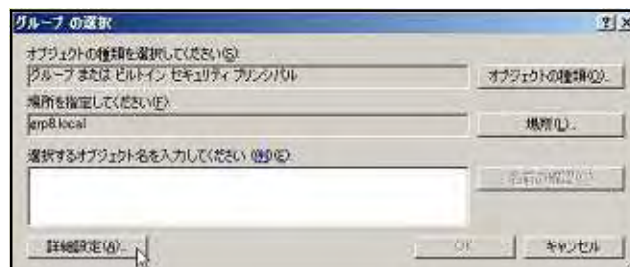 グループ の選択
オブジェクトの種類を選択してください(S):
グループ または ビルトイン セキュリティ プリンシパル
オブジェクトの種類(O)...
場所を指定してください(F):
erp8.local
場所(L)...
選択するオブジェクト名を入力してください (例)(E):
名前の確認(C)
詳細設定(A)...
OK
キャンセル